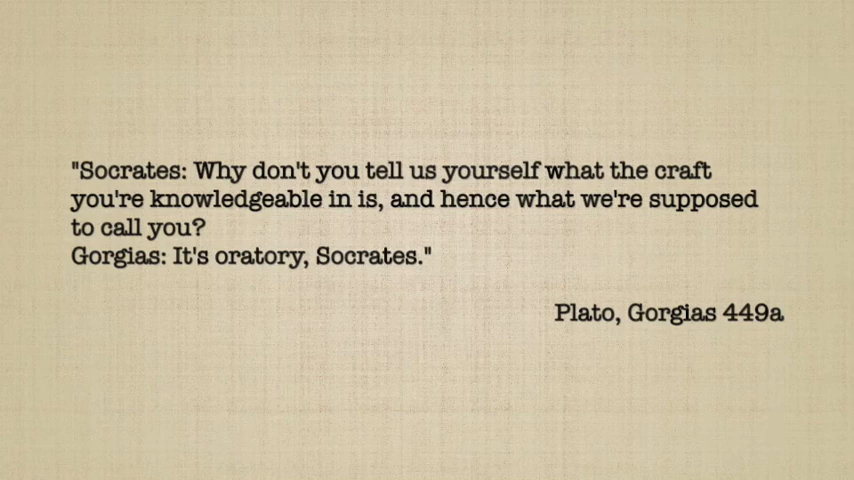 "Socrates: Why don't you tell us yourself what the craft
you're knowledgeable in is, and hence what we're supposed
to call you?
Gorgias: It's oratory, Socrates."
Plato, Gorgias 449a